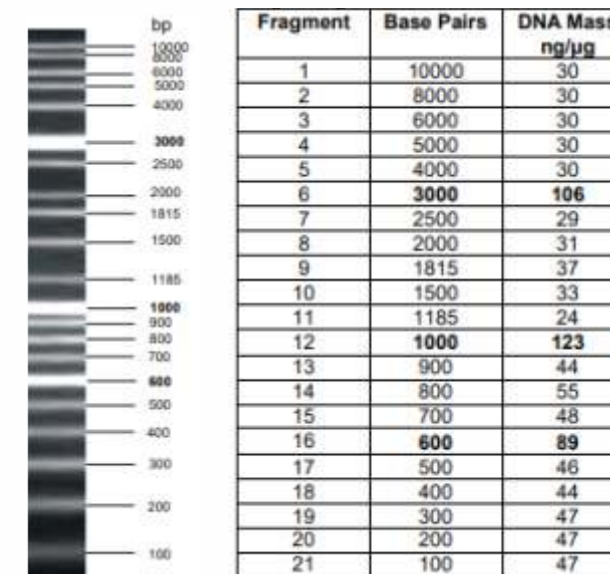 bp
10000
8000
6000
5000
4000
3000
2500
2000
1815
1500
1185
1000
900
800
700
600
500
400
300
200
100
Fragment Base Pairs DNA Mass
ng/µg
1 10000 30
2 8000 30
3 6000 30
4 5000 30
5 4000 30
6 3000 106
7 2500 29
8 2000 31
9 1815 37
10 1500 33
11 1185 24
12 1000 123
13 900 44
14 800 55
15 700 48
16 600 89
17 500 46
18 400 44
19 300 47
20 200 47
21 100 47